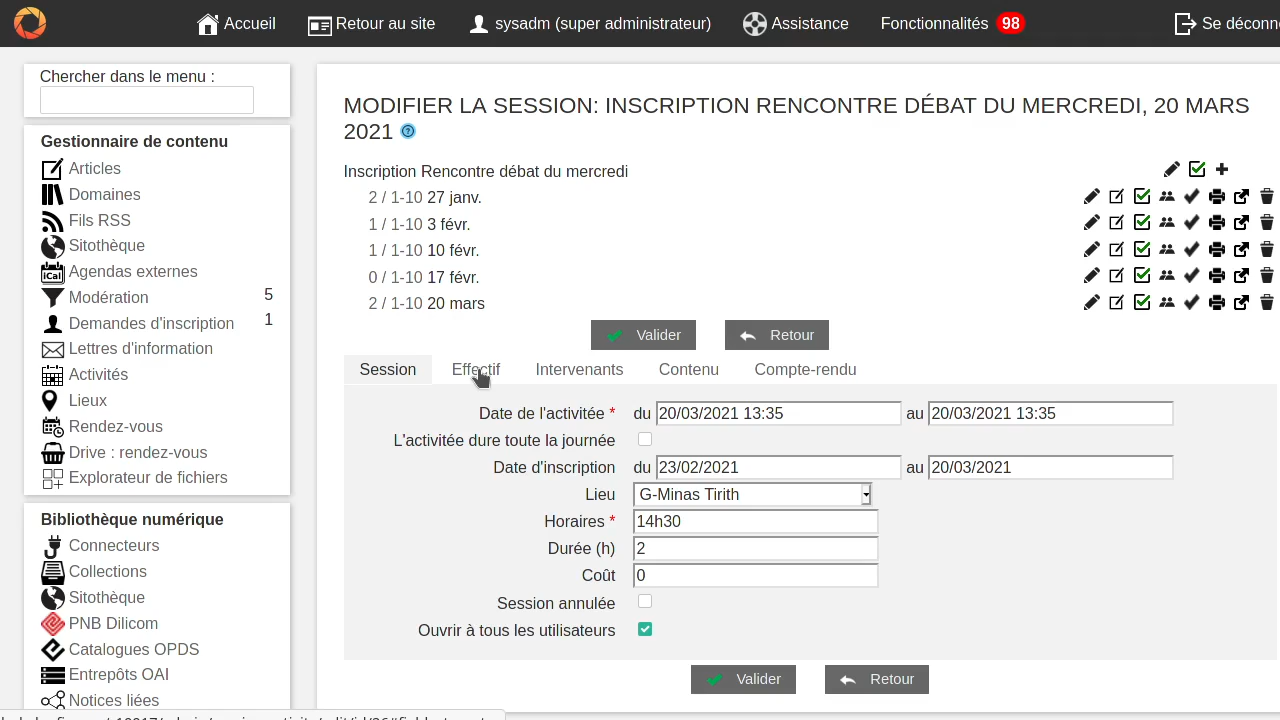 Accueil
Retour au site
sysadm (super administrateur)
Assistance
Fonctionnalités 98
Se déconn
Chercher dans le menu :
Gestionnaire de contenu
Articles
Domaines
Fils RSS
Sitothèque
iCal Agendas externes
Modération 5
Demandes d'inscription 1
Lettres d'information
Activités
Lieux
Rendez-vous
Drive : rendez-vous
Explorateur de fichiers
Bibliothèque numérique
Connecteurs
Collections
Sitothèque
PNB Dilicom
Catalogues OPDS
Entrepôts OAI
Notices liées
MODIFIER LA SESSION: INSCRIPTION RENCONTRE DÉBAT DU MERCREDI, 20 MARS
2021 ?
Inscription Rencontre débat du mercredi
2 / 1-10 27 janv.
1 / 1-10 3 févr.
1 / 1-10 10 févr.
0 / 1-10 17 févr.
2 / 1-10 20 mars
Valider
Retour
Session
Effectif
Intervenants
Contenu
Compte-rendu
Date de l'activitée * du 20/03/2021 13:35 au 20/03/2021 13:35
L'activitée dure toute la journée
Date d'inscription du 23/02/2021 au 20/03/2021
Lieu G-Minas Tirith
Horaires * 14h30
Durée (h) 2
Coût 0
Session annulée
Ouvrir à tous les utilisateurs
Valider
Retour